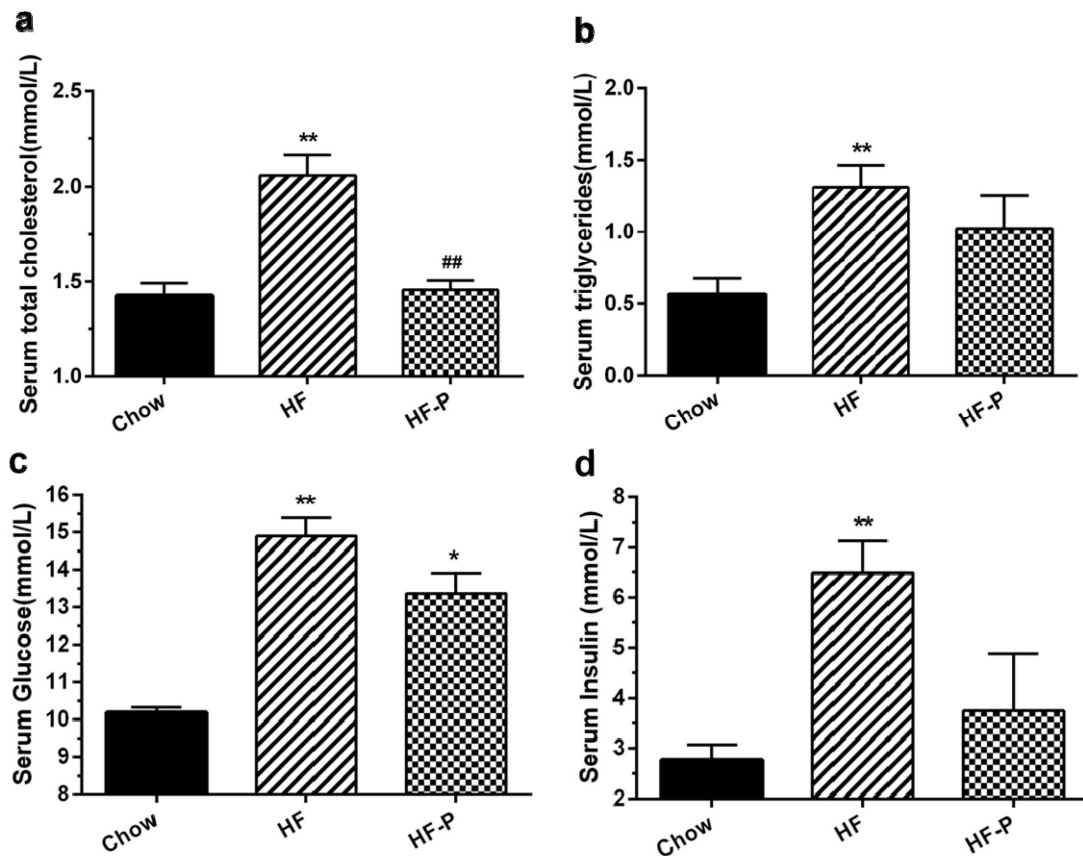 a
Serum total cholesterol(mmol/L)
2.5
2.0
1.5
1.0
**
##
Chow
HF
HF-P
b
Serum triglycerides(mmol/L)
2.0
1.5
1.0
0.5
0.0
**
Chow
HF
HF-P
c
Serum Glucose(mmol/L)
16
15
14
13
12
11
10
9
8
**
*
Chow
HF
HF-P
d
Serum Insulin (mmol/L)
8
7
6
5
4
3
2
**
Chow
HF
HF-P